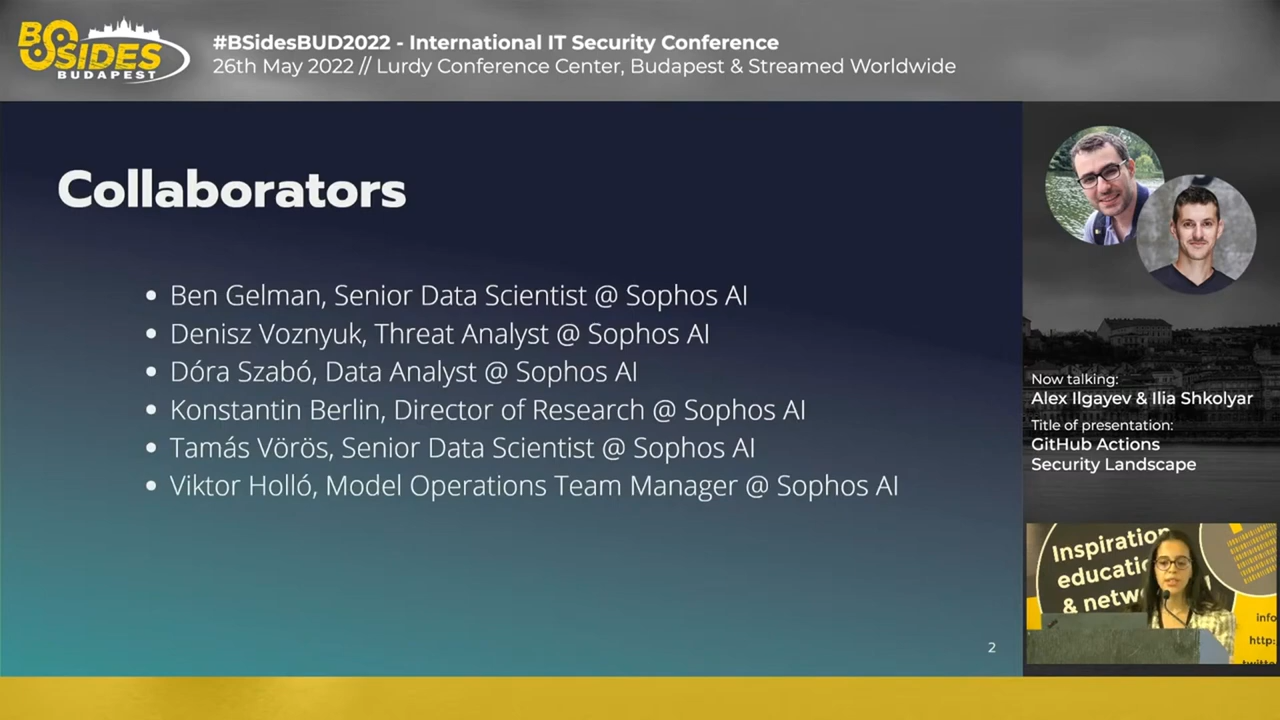 BSIDES
BUDAPEST
#BSidesBUD2022 - International IT Security Conference
26th May 2022 // Lurdy Conference Center, Budapest & Streamed Worldwide
Collaborators
• Ben Gelman, Senior Data Scientist @ Sophos AI
• Denisz Voznyuk, Threat Analyst @ Sophos AI
• Dóra Szabó, Data Analyst @ Sophos AI
• Konstantin Berlin, Director of Research @ Sophos AI
• Tamás Vörös, Senior Data Scientist @ Sophos AI
• Viktor Holló, Model Operations Team Manager @ Sophos AI
2
Now talking:
Alex Ilgayev & Ilia Shkolyar
Title of presentation:
GitHub Actions
Security Landscape
Inspiration
educatio
& netw
info
http: